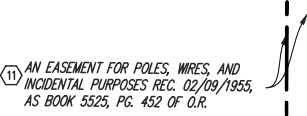 11 AN EASEMENT FOR POLES, WIRES, AND
INCIDENTAL PURPOSES REC. 02/09/1955,
AS BOOK 5525, PG. 452 OF O.R.